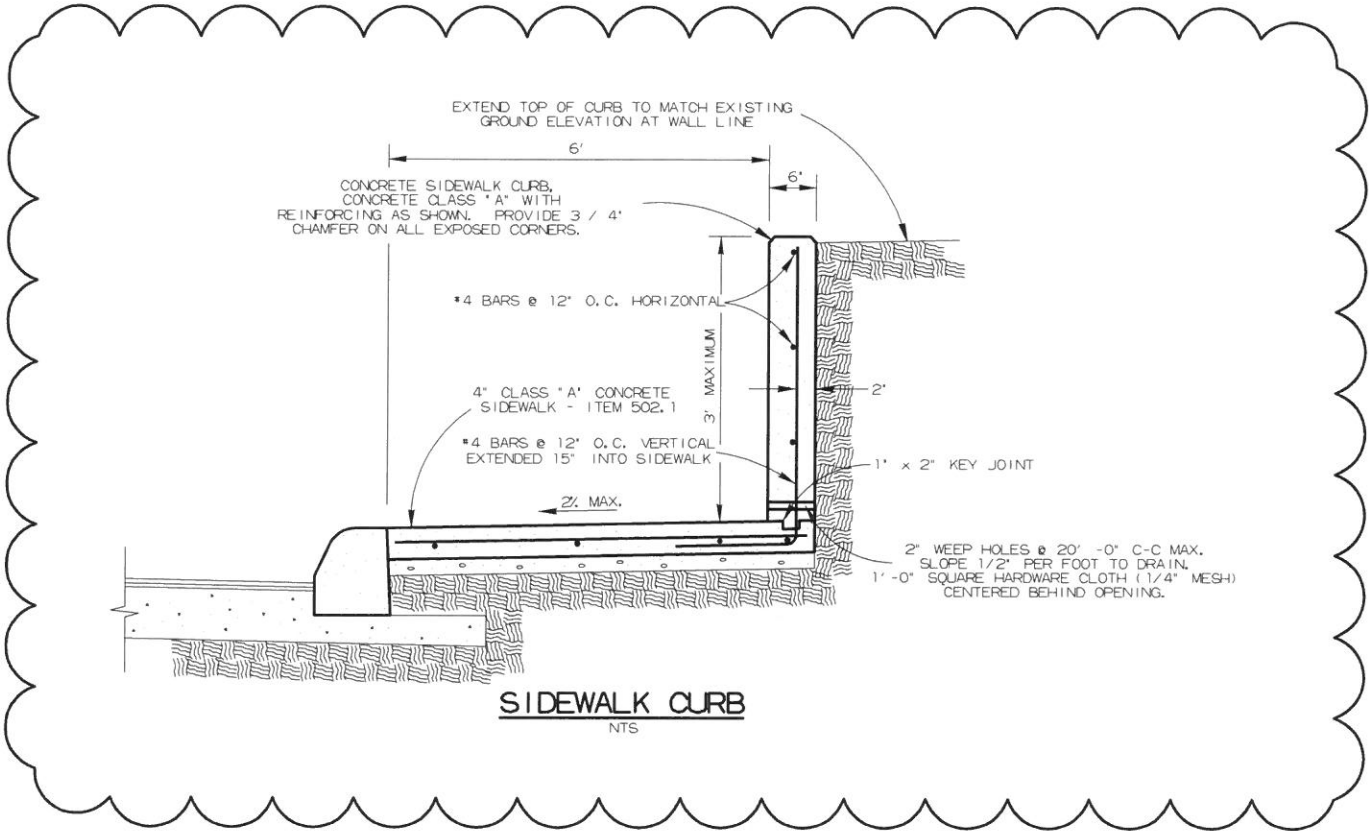 EXTEND TOP OF CURB TO MATCH EXISTING
GROUND ELEVATION AT WALL LINE
6'
6"
CONCRETE SIDEWALK CURB,
CONCRETE CLASS "A" WITH
REINFORCING AS SHOWN. PROVIDE 3 / 4"
CHAMFER ON ALL EXPOSED CORNERS.
#4 BARS @ 12" O.C. HORIZONTAL
3' MAXIMUM
2"
4" CLASS "A" CONCRETE
SIDEWALK - ITEM 502.1
#4 BARS @ 12" O.C. VERTICAL
EXTENDED 15" INTO SIDEWALK
1" x 2" KEY JOINT
2% MAX.
2" WEEP HOLES @ 20' -0" C-C MAX.
SLOPE 1/2" PER FOOT TO DRAIN.
1' -0" SQUARE HARDWARE CLOTH (1/4" MESH)
CENTERED BEHIND OPENING.
SIDEWALK CURB
NTS